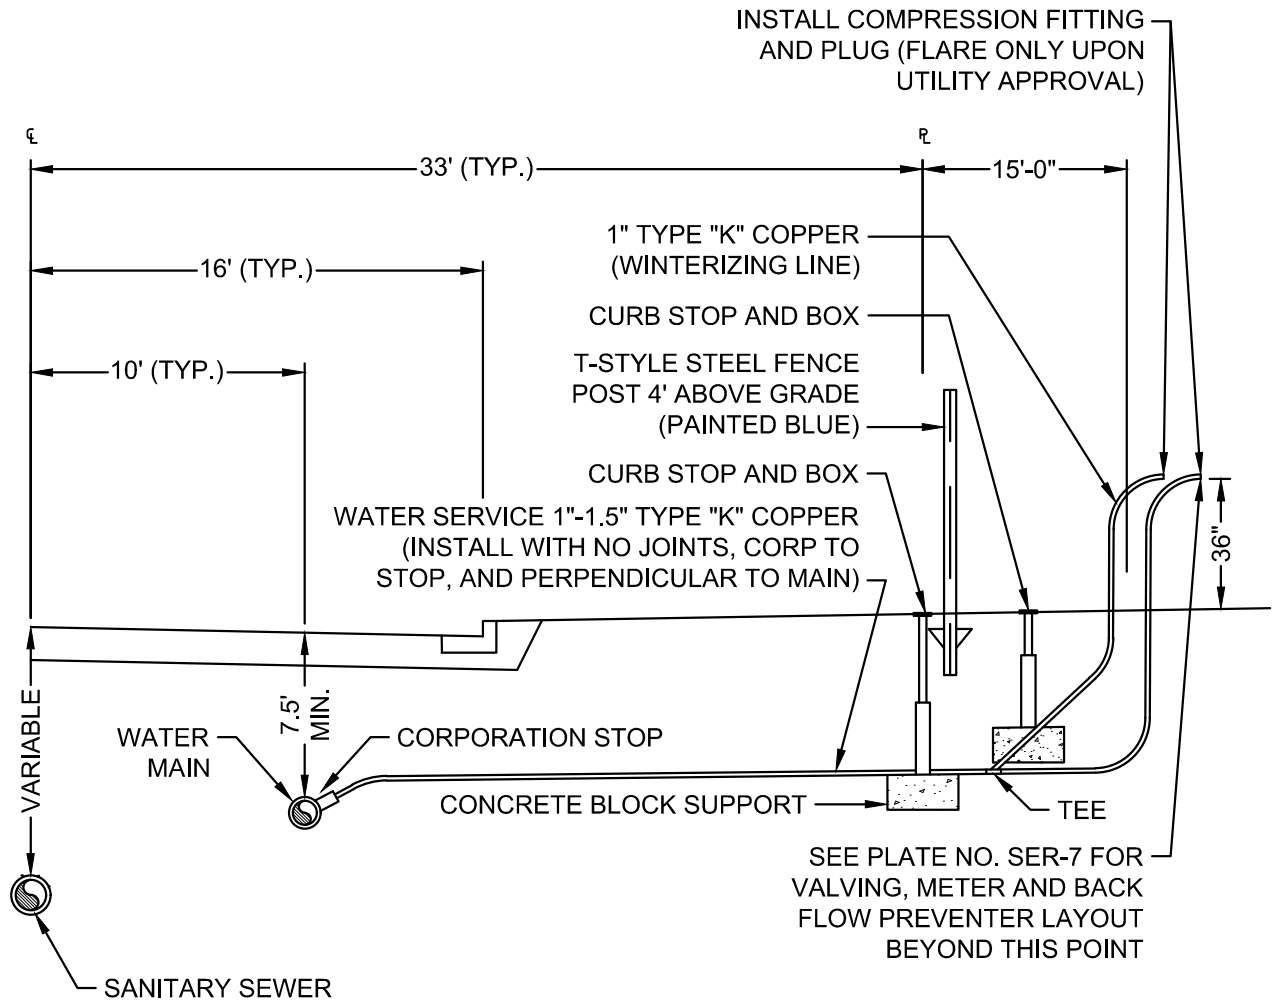 INSTALL COMPRESSION FITTING
AND PLUG (FLARE ONLY UPON
UTILITY APPROVAL)
℄
PL
33' (TYP.)
15'-0"
1" TYPE "K" COPPER
(WINTERIZING LINE)
16' (TYP.)
CURB STOP AND BOX
T-STYLE STEEL FENCE
POST 4' ABOVE GRADE
(PAINTED BLUE)
10' (TYP.)
CURB STOP AND BOX
WATER SERVICE 1"-1.5" TYPE "K" COPPER
(INSTALL WITH NO JOINTS, CORP TO
STOP, AND PERPENDICULAR TO MAIN)
36"
VARIABLE
7.5'
MIN.
WATER
MAIN
CORPORATION STOP
CONCRETE BLOCK SUPPORT
TEE
SEE PLATE NO. SER-7 FOR
VALVING, METER AND BACK
FLOW PREVENTER LAYOUT
BEYOND THIS POINT
SANITARY SEWER